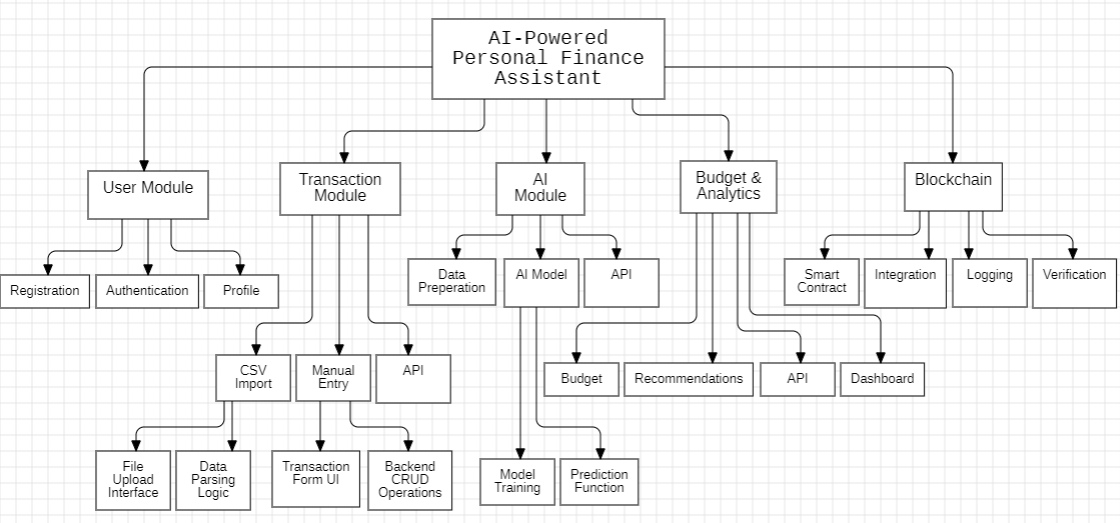 AI-Powered
Personal Finance
Assistant
User Module
Transaction
Module
AI
Module
Budget &
Analytics
Blockchain
Registration
Authentication
Profile
Data
Preperation
AI Model
API
Smart
Contract
Integration
Logging
Verification
CSV
Import
Manual
Entry
API
Budget
Recommendations
API
Dashboard
File
Upload
Interface
Data
Parsing
Logic
Transaction
Form UI
Backend
CRUD
Operations
Model
Training
Prediction
Function